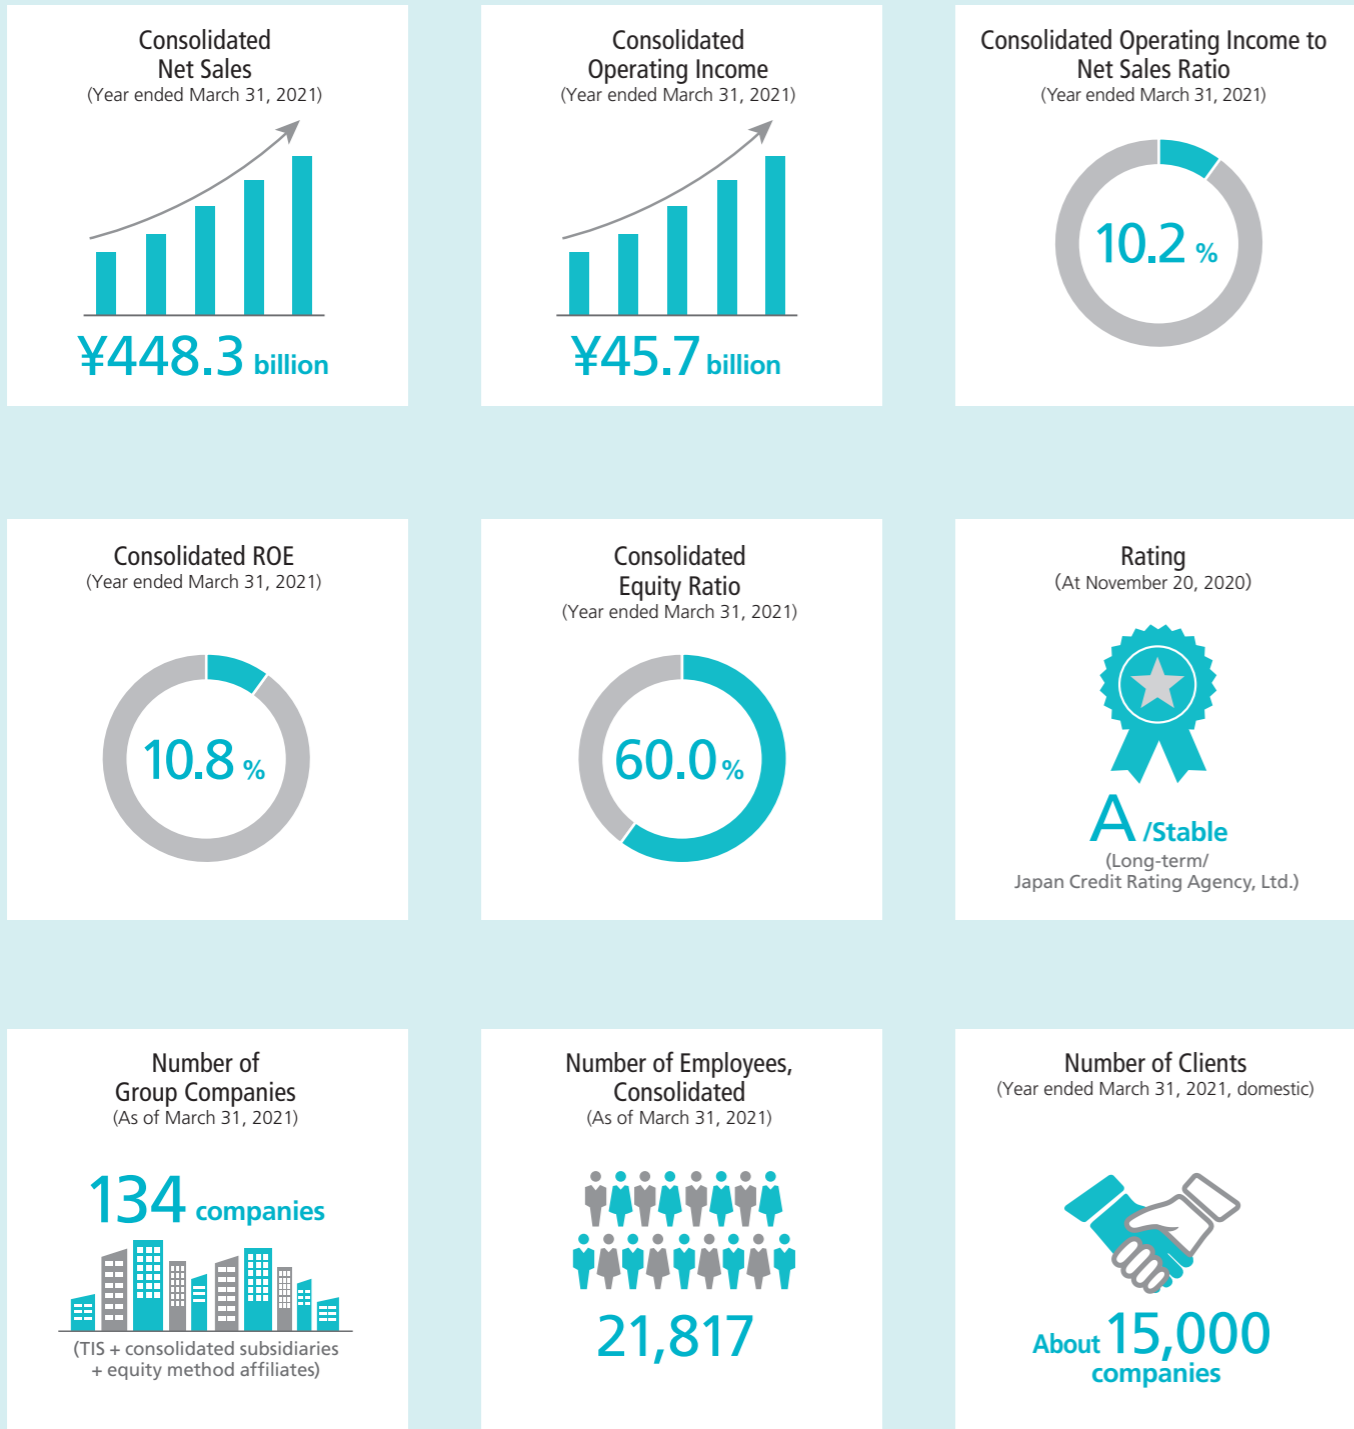 Consolidated
Net Sales
(Year ended March 31, 2021)
¥448.3 billion
Consolidated
Operating Income
(Year ended March 31, 2021)
¥45.7 billion
Consolidated Operating Income to
Net Sales Ratio
(Year ended March 31, 2021)
10.2 %
Consolidated ROE
(Year ended March 31, 2021)
10.8 %
Consolidated
Equity Ratio
(Year ended March 31, 2021)
60.0 %
Rating
(At November 20, 2020)
A /Stable
(Long-term/
Japan Credit Rating Agency, Ltd.)
Number of
Group Companies
(As of March 31, 2021)
134 companies
(TIS + consolidated subsidiaries
+ equity method affiliates)
Number of Employees,
Consolidated
(As of March 31, 2021)
21,817
Number of Clients
(Year ended March 31, 2021, domestic)
About 15,000
companies